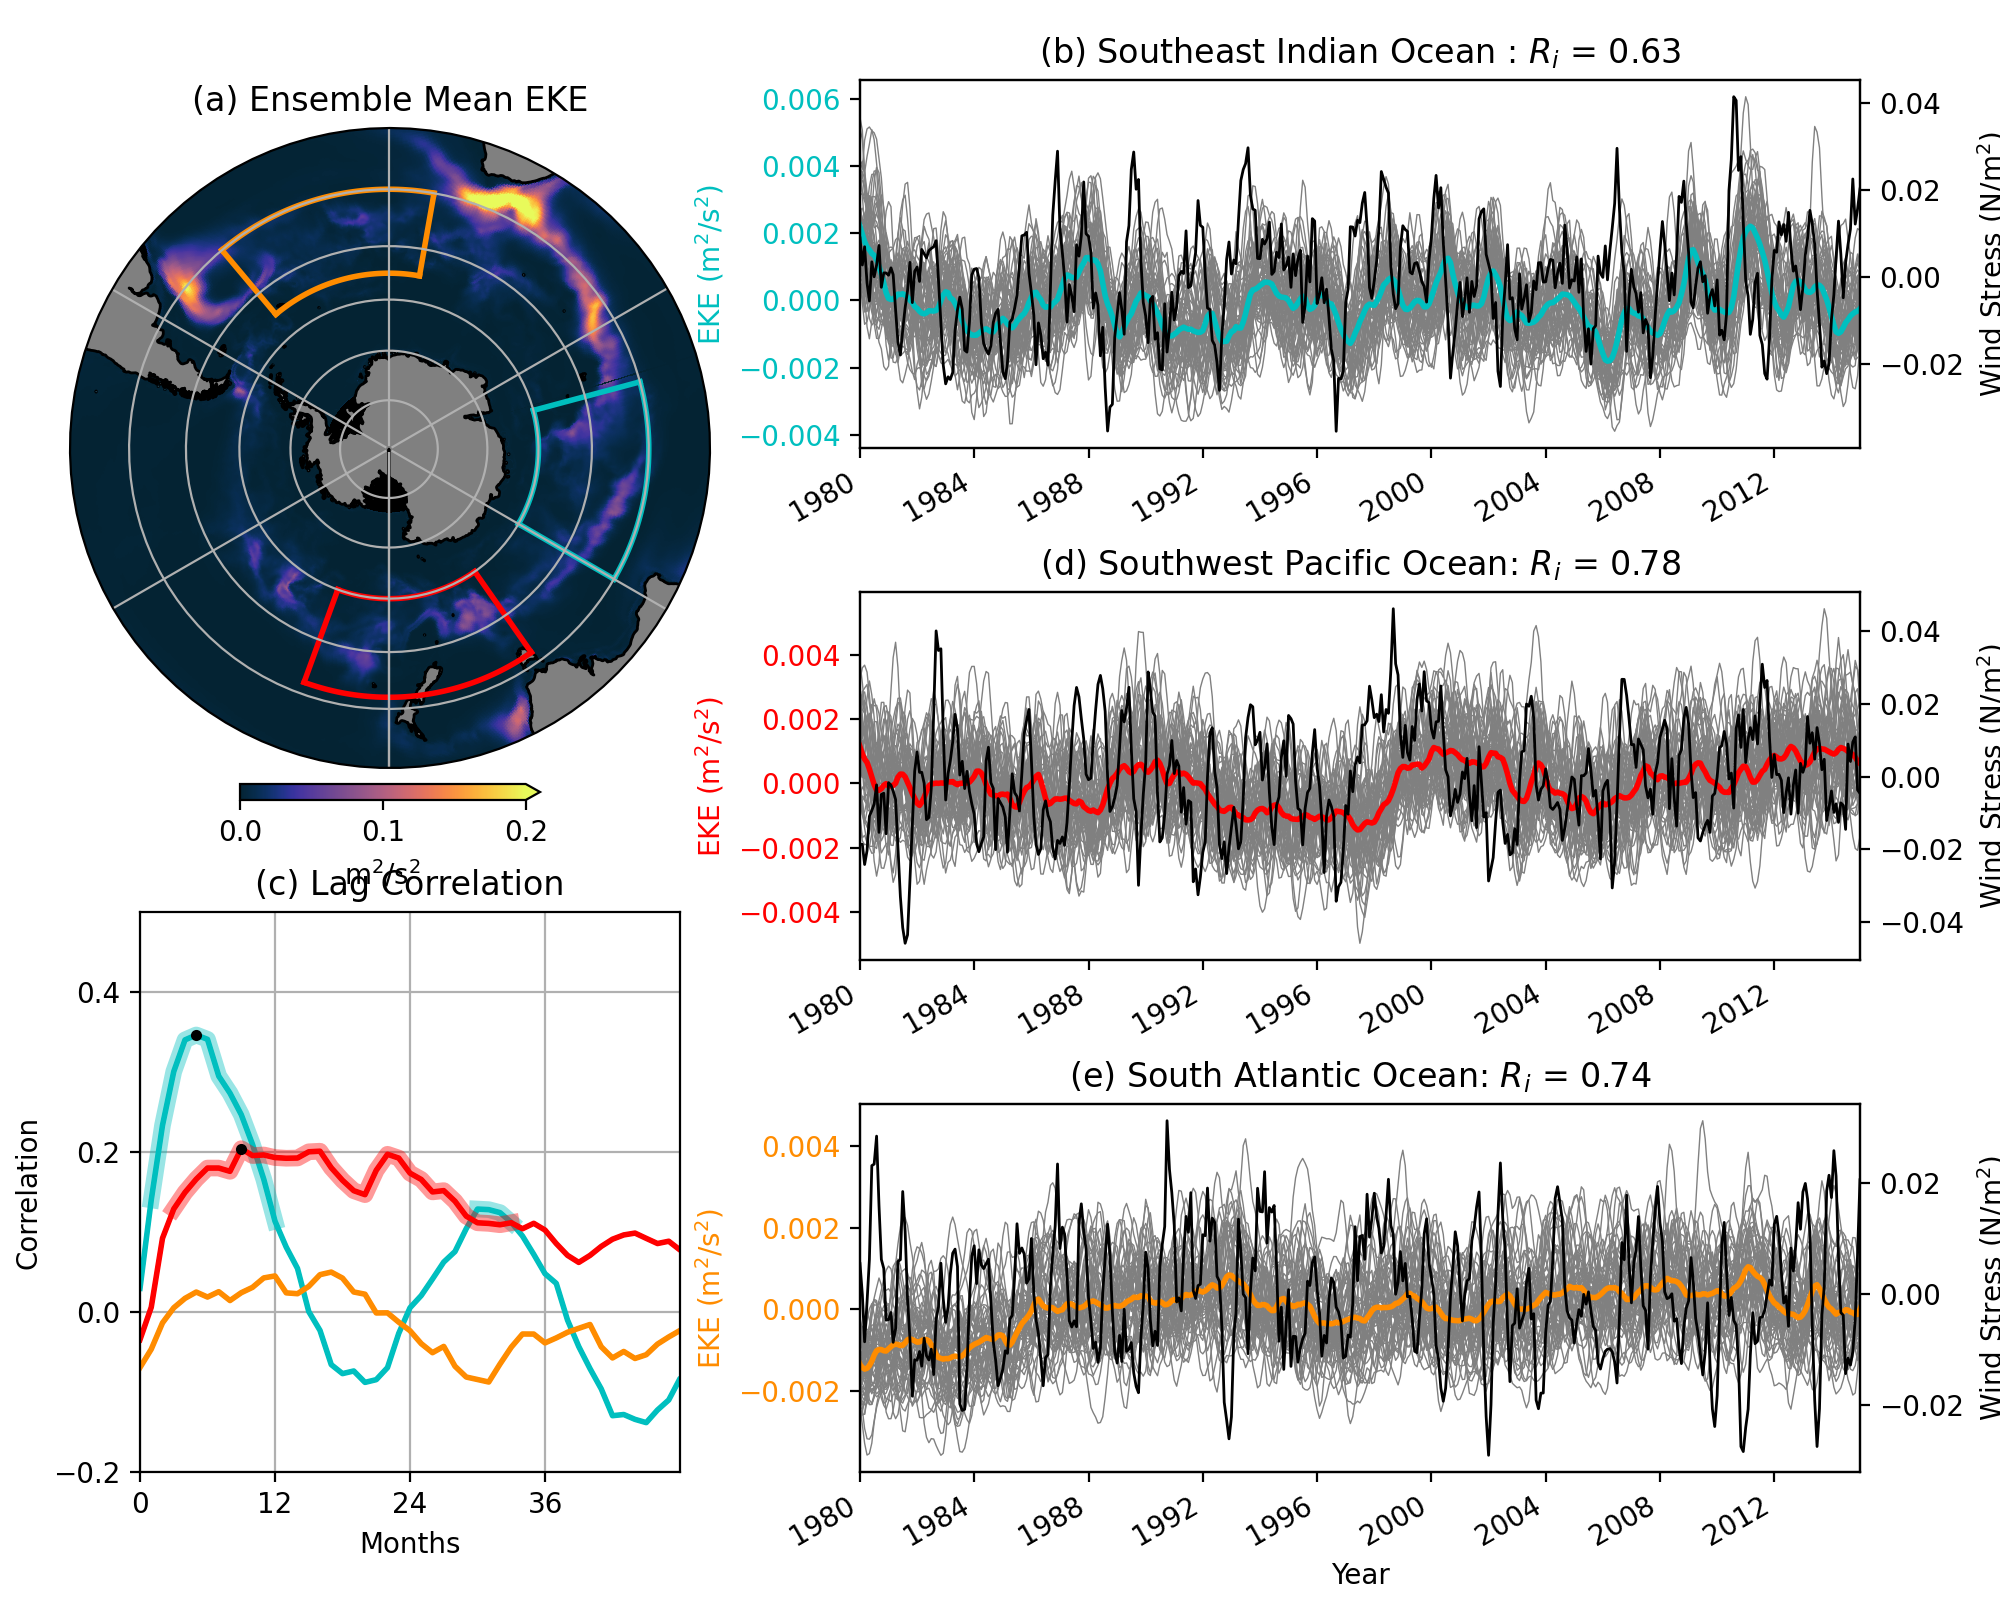 (a) Ensemble Mean EKE
0.0 0.1 0.2
m²/s²
(b) Southeast Indian Ocean : Rᵢ = 0.63
EKE (m²/s²)
0.006
0.004
0.002
0.000
−0.002
−0.004
0.04
0.02
0.00
−0.02
Wind Stress (N/m²)
1980 1984 1988 1992 1996 2000 2004 2008 2012
(c) Lag Correlation
Correlation
0.4
0.2
0.0
−0.2
0 12 24 36
Months
(d) Southwest Pacific Ocean: Rᵢ = 0.78
EKE (m²/s²)
0.004
0.002
0.000
−0.002
−0.004
0.04
0.02
0.00
−0.02
−0.04
Wind Stress (N/m²)
1980 1984 1988 1992 1996 2000 2004 2008 2012
(e) South Atlantic Ocean: Rᵢ = 0.74
EKE (m²/s²)
0.004
0.002
0.000
−0.002
0.02
0.00
−0.02
Wind Stress (N/m²)
1980 1984 1988 1992 1996 2000 2004 2008 2012
Year